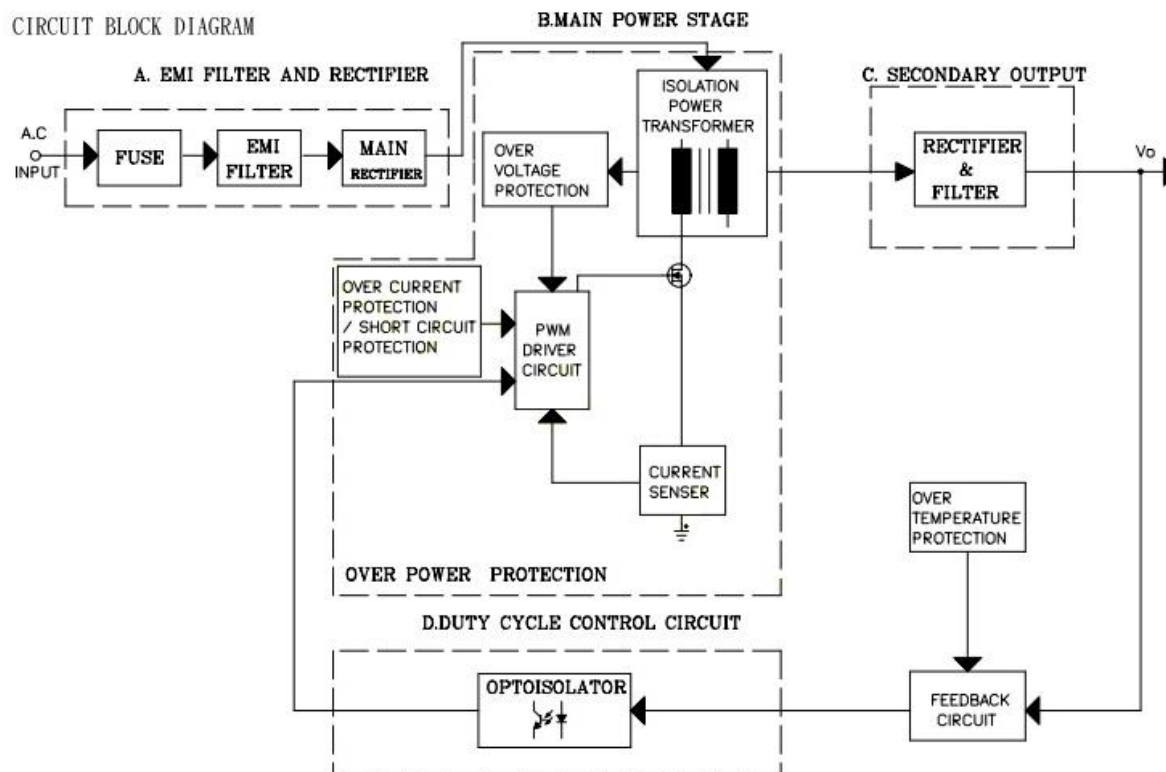 CIRCUIT BLOCK DIAGRAM
B.MAIN POWER STAGE
A. EMI FILTER AND RECTIFIER
C. SECONDARY OUTPUT
A.C
INPUT
FUSE
EMI
FILTER
MAIN
RECTIFIER
OVER
VOLTAGE
PROTECTION
ISOLATION
POWER
TRANSFORMER
RECTIFIER
&
FILTER
Vo
OVER CURRENT
PROTECTION
/ SHORT CIRCUIT
PROTECTION
PWM
DRIVER
CIRCUIT
CURRENT
SENSER
OVER
TEMPERATURE
PROTECTION
OVER POWER PROTECTION
D.DUTY CYCLE CONTROL CIRCUIT
OPTOISOLATOR
FEEDBACK
CIRCUIT